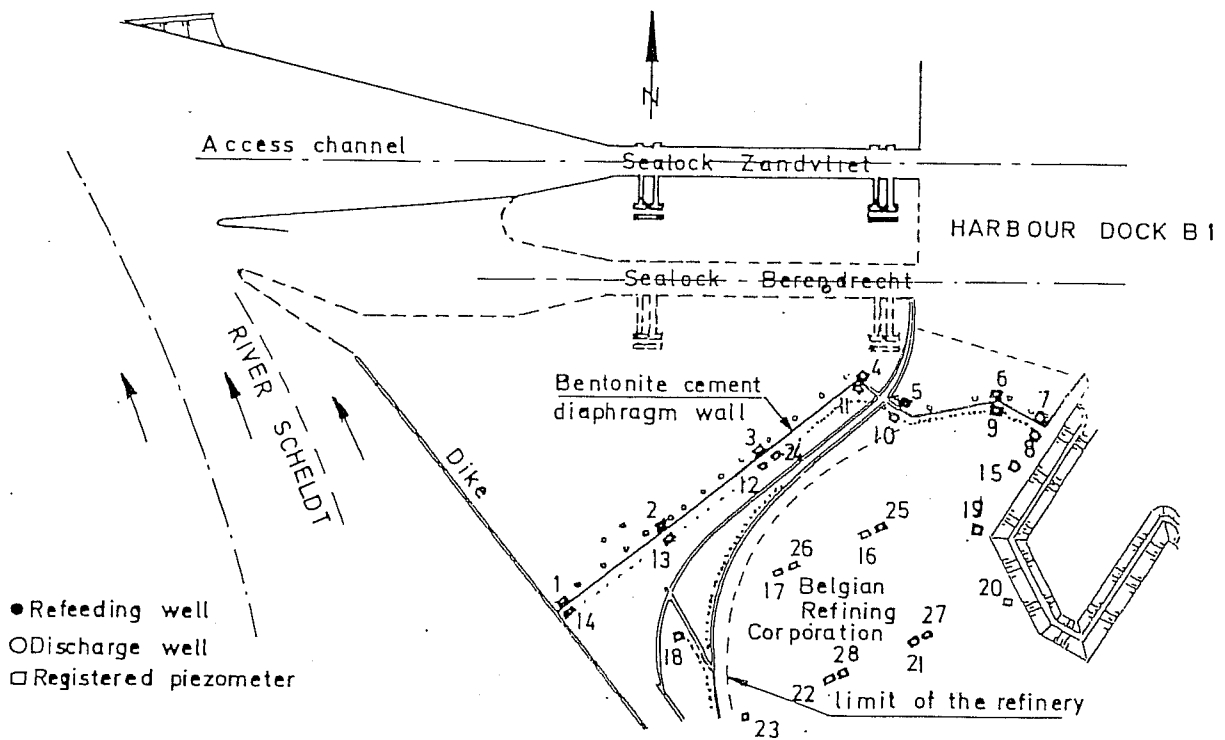 N
Access channel
Sealock Zandvliet
HARBOUR DOCK B1
Sealock - Berendrecht
RIVER SCHELDT
Bentonite cement
diaphragm wall
4
11
5
10
6
9
7
8
3
24
12
15
2
13
19
25
16
26
17
20
1
14
Dike
Belgian
Refining
Corporation
27
21
18
28
22
23
limit of the refinery
Refeeding well
Discharge well
Registered piezometer